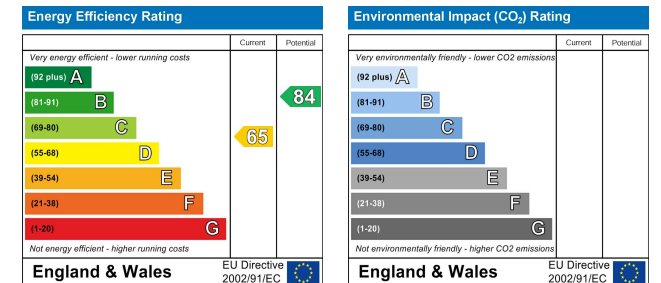 Energy Efficiency Rating
Current Potential
Very energy efficient - lower running costs
(92 plus) A
(81-91) B
84
(69-80) C
65
(55-68) D
(39-54) E
(21-38) F
(1-20) G
Not energy efficient - higher running costs
England & Wales
EU Directive
2002/91/EC
Environmental Impact (CO₂) Rating
Current Potential
Very environmentally friendly - lower CO2 emissions
(92 plus) A
(81-91) B
(69-80) C
(55-68) D
(39-54) E
(21-38) F
(1-20) G
Not environmentally friendly - higher CO2 emissions
England & Wales
EU Directive
2002/91/EC